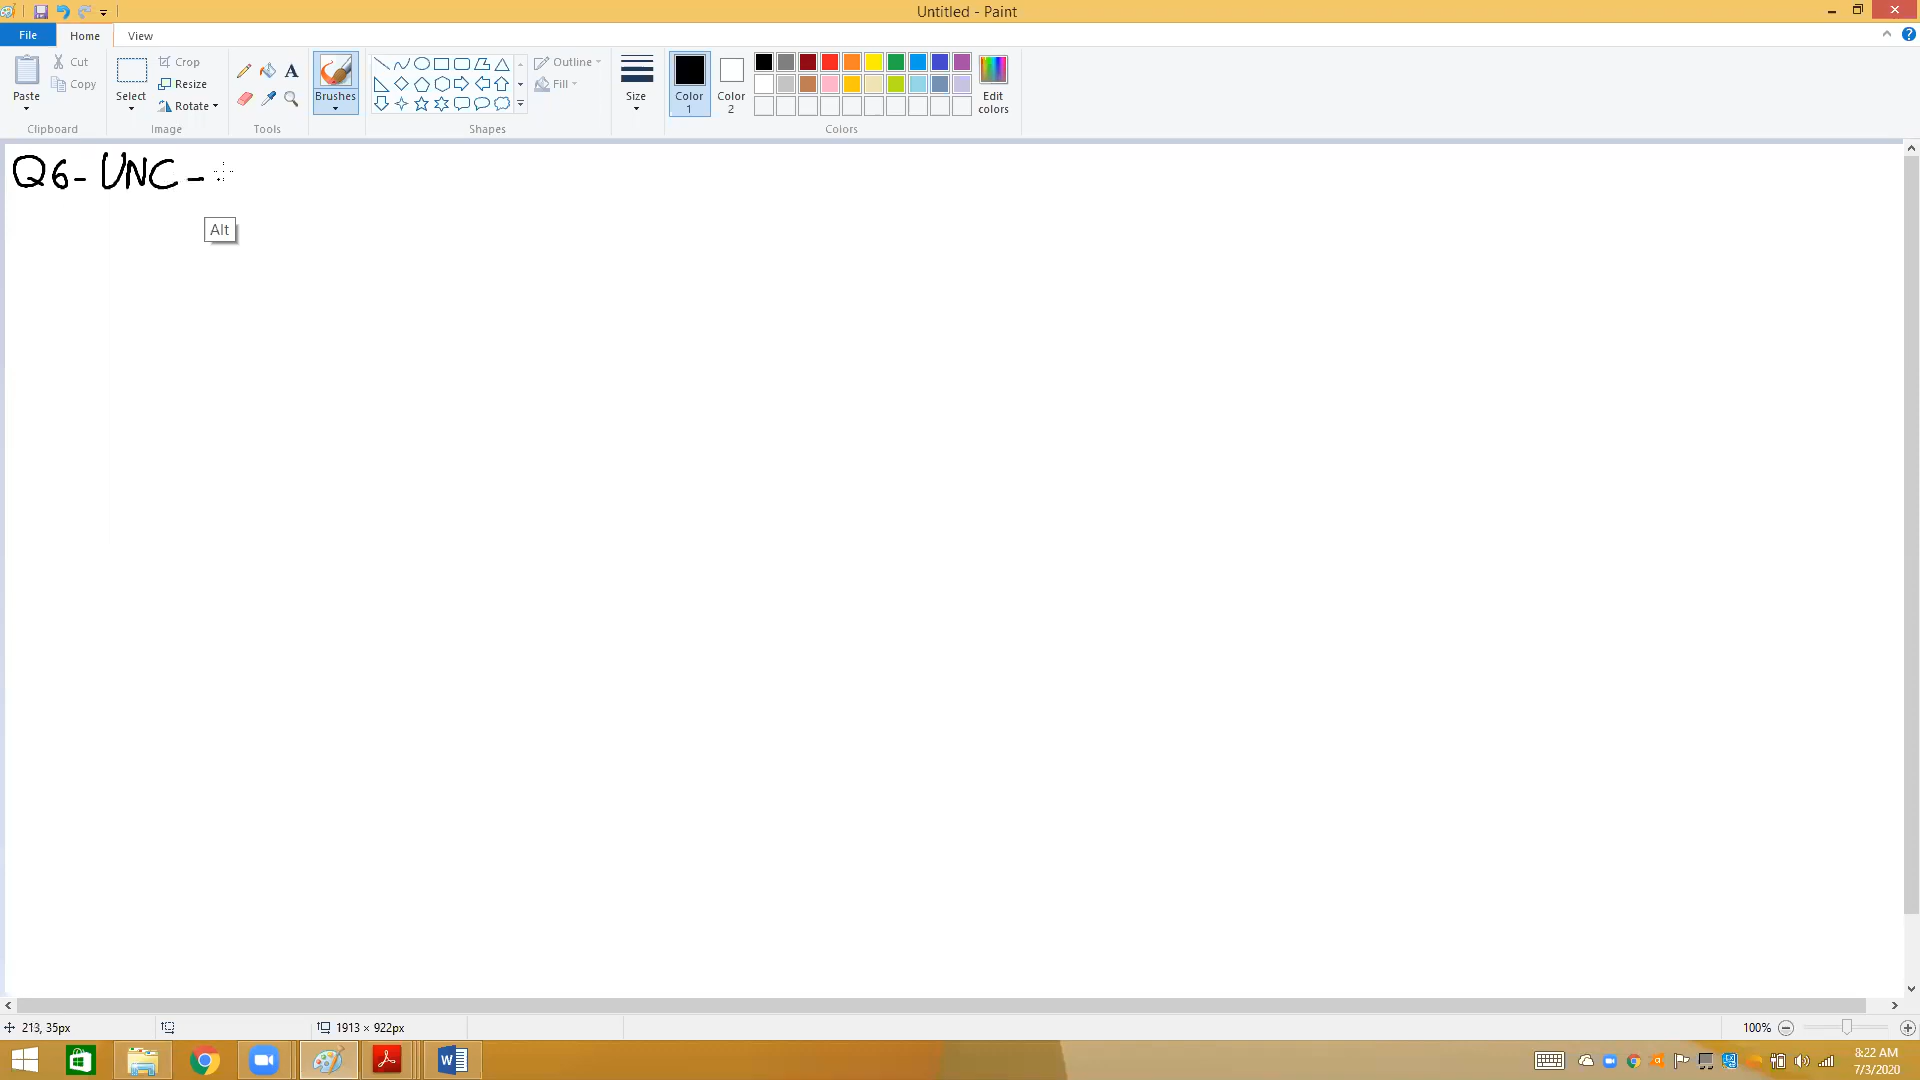 Untitled - Paint
File Home View
Paste Cut Copy Clipboard
Select Crop Resize Rotate Image
Tools
Brushes
Shapes
Outline Fill
Size
Color 1
Color 2
Edit colors
Colors
Q6- UNC -
Alt
213, 35px
1913 × 922px
100%
8:22 AM
7/3/2020